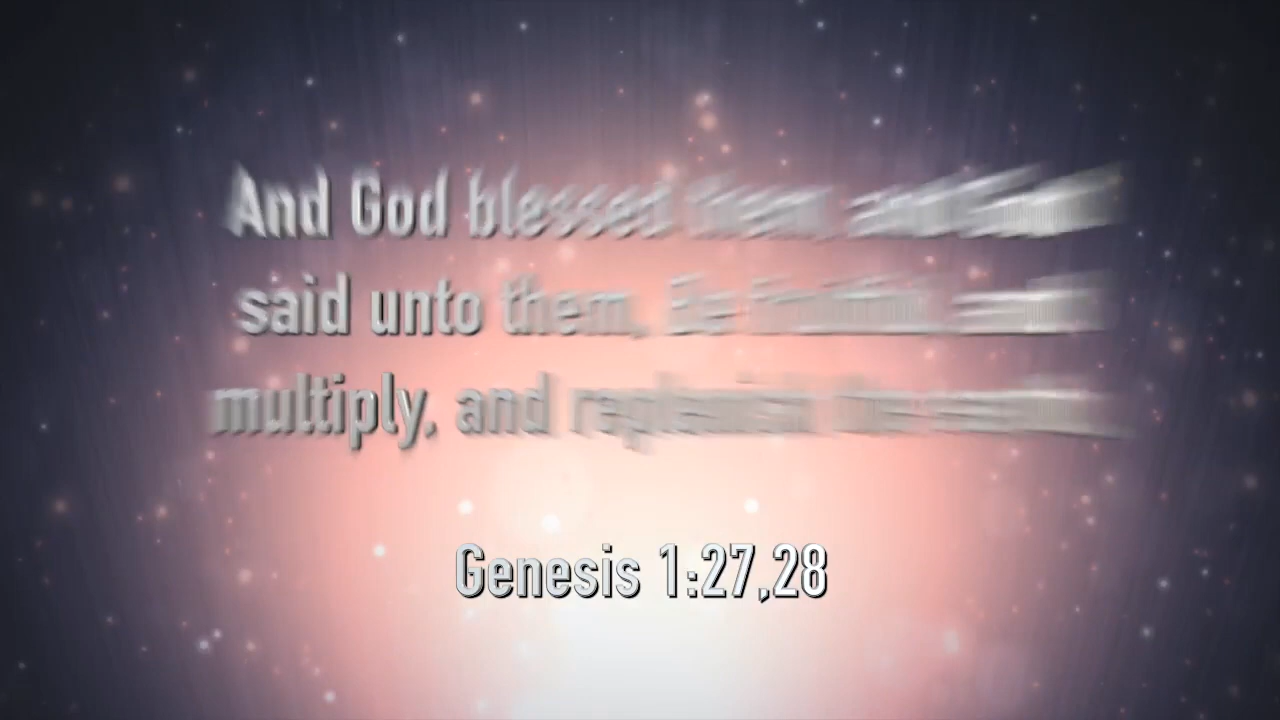 And God blessed them, and God
said unto them, Be fruitful, and
multiply, and replenish the earth,
Genesis 1:27,28